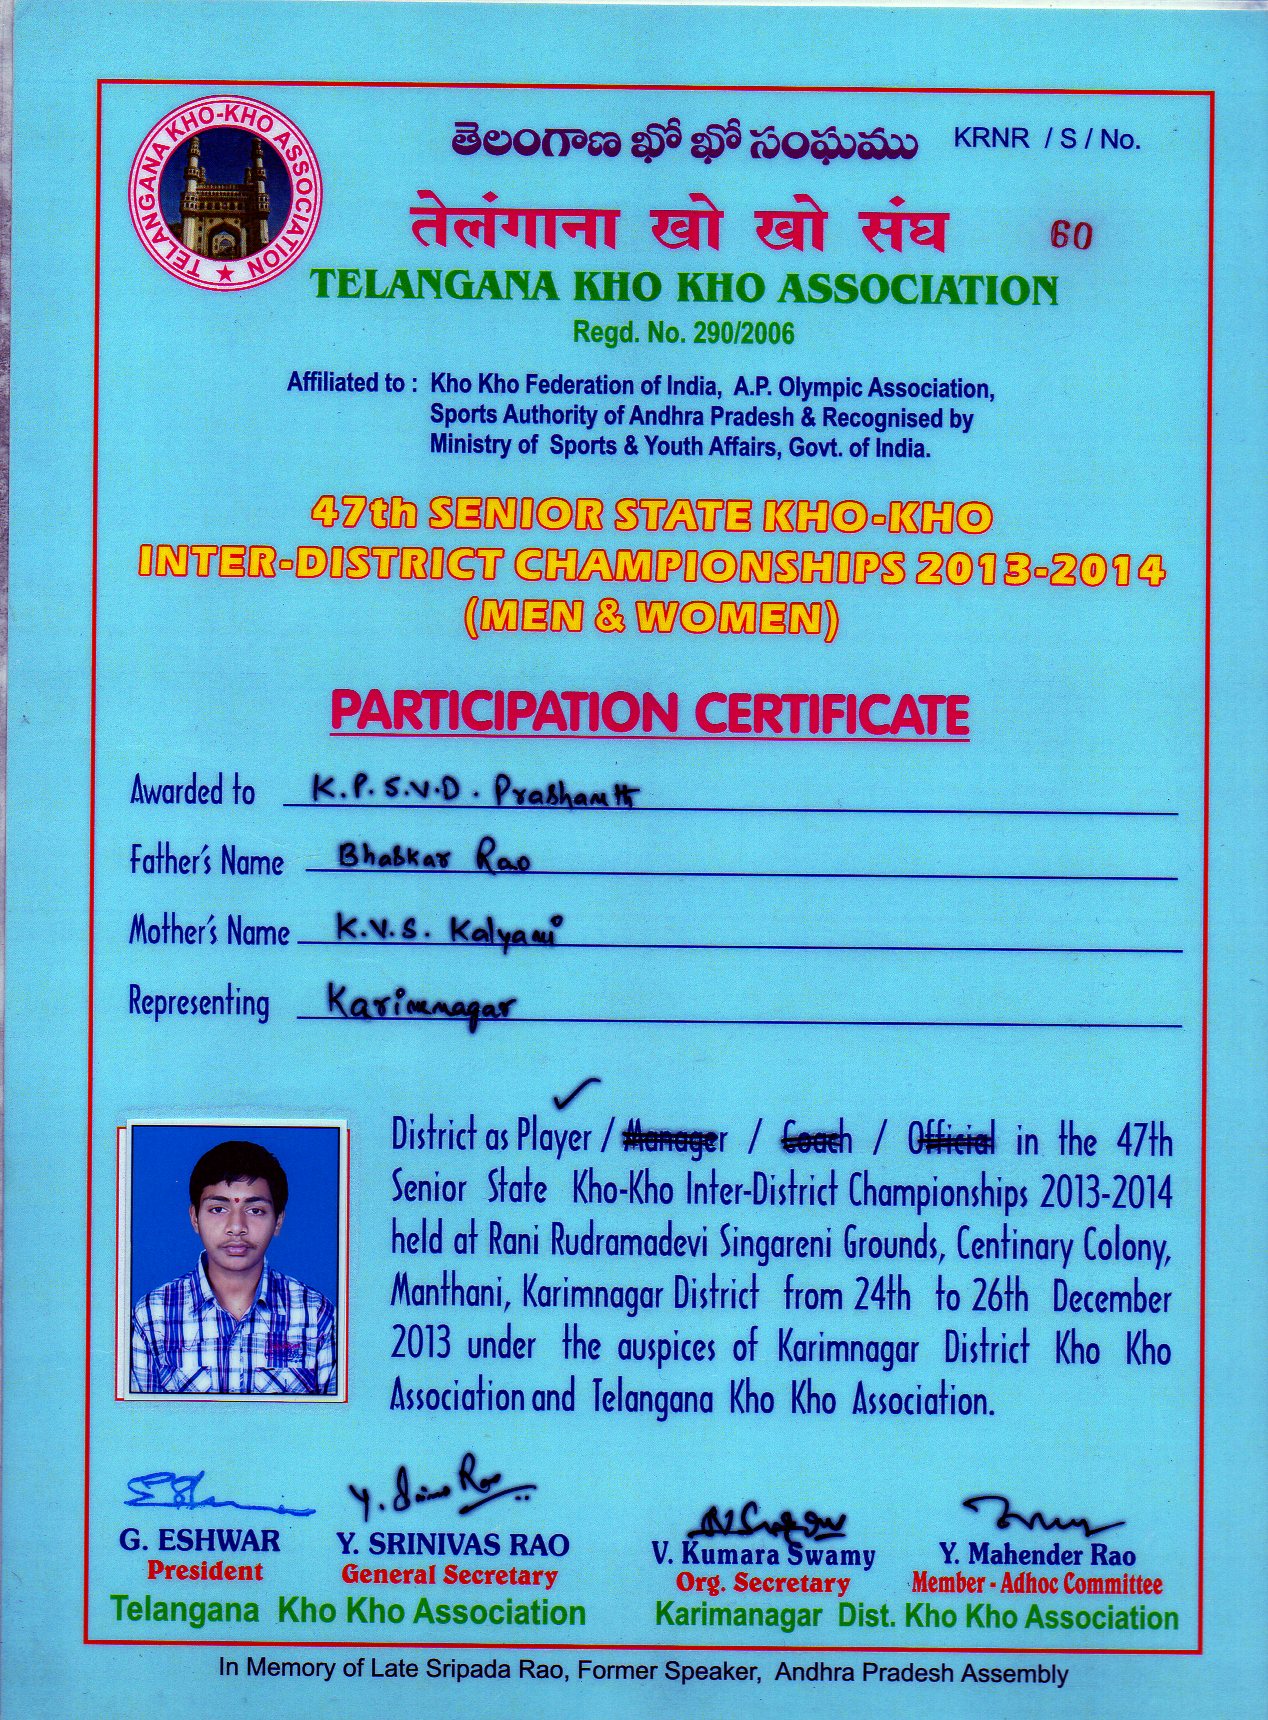 TELANGANA KHO-KHO ASSOCIATION
తెలంగాణ ఖో ఖో సంఘము
KRNR / S / No.
60
तेलंगाना खो खो संघ
TELANGANA KHO KHO ASSOCIATION
Regd. No. 290/2006
Affiliated to : Kho Kho Federation of India, A.P. Olympic Association,
Sports Authority of Andhra Pradesh & Recognised by
Ministry of Sports & Youth Affairs, Govt. of India.
47th SENIOR STATE KHO-KHO
INTER-DISTRICT CHAMPIONSHIPS 2013-2014
(MEN & WOMEN)
PARTICIPATION CERTIFICATE
Awarded to K.P.S.V.D. Prashanth
Father's Name Bhaskar Rao
Mother's Name K.V.S. Kalyani
Representing Karimnagar
District as Player / Manager / Coach / Official in the 47th
Senior State Kho-Kho Inter-District Championships 2013-2014
held at Rani Rudramadevi Singareni Grounds, Centinary Colony,
Manthani, Karimnagar District from 24th to 26th December
2013 under the auspices of Karimnagar District Kho Kho
Association and Telangana Kho Kho Association.
Y. Srinivas Rao
G. ESHWAR
President
Y. SRINIVAS RAO
General Secretary
Telangana Kho Kho Association
V. Kumara Swamy
Org. Secretary
Y. Mahender Rao
Member - Adhoc Committee
Karimanagar Dist. Kho Kho Association
In Memory of Late Sripada Rao, Former Speaker, Andhra Pradesh Assembly